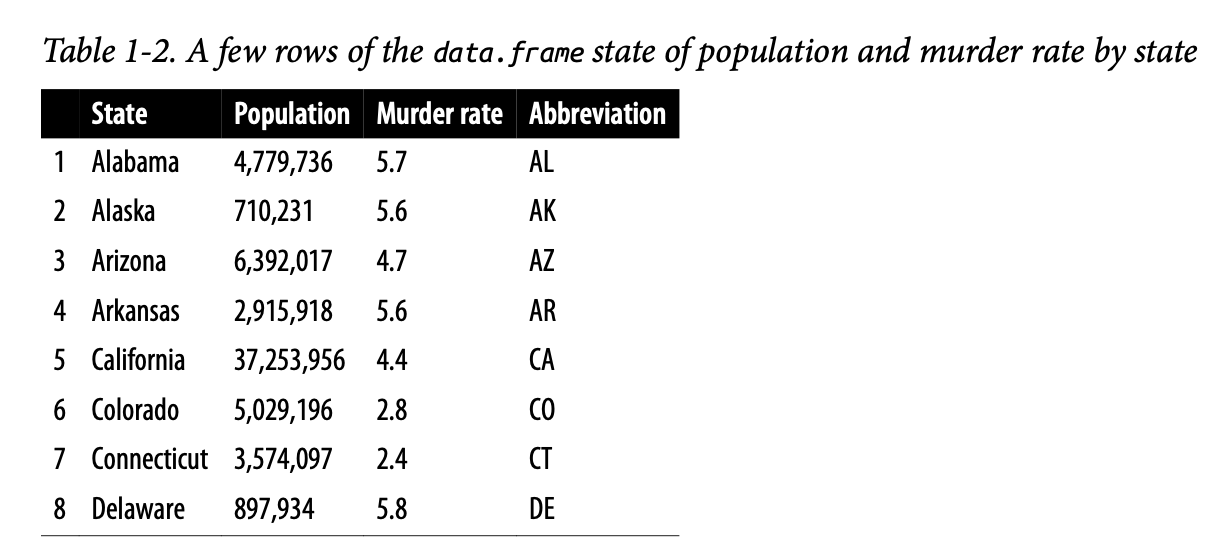 Table 1-2. A few rows of the data.frame state of population and murder rate by state
State Population Murder rate Abbreviation
1 Alabama 4,779,736 5.7 AL
2 Alaska 710,231 5.6 AK
3 Arizona 6,392,017 4.7 AZ
4 Arkansas 2,915,918 5.6 AR
5 California 37,253,956 4.4 CA
6 Colorado 5,029,196 2.8 CO
7 Connecticut 3,574,097 2.4 CT
8 Delaware 897,934 5.8 DE